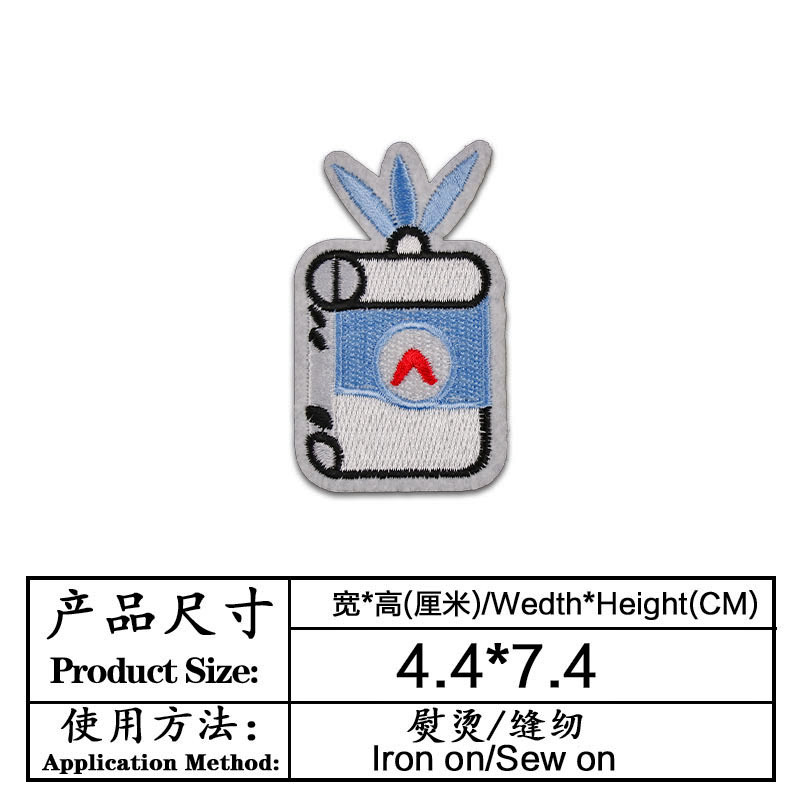 产品尺寸
Product Size:
宽*高(厘米)/Wedth*Height(CM)
4.4*7.4
使用方法:
Application Method:
熨烫/缝纫
Iron on/Sew on